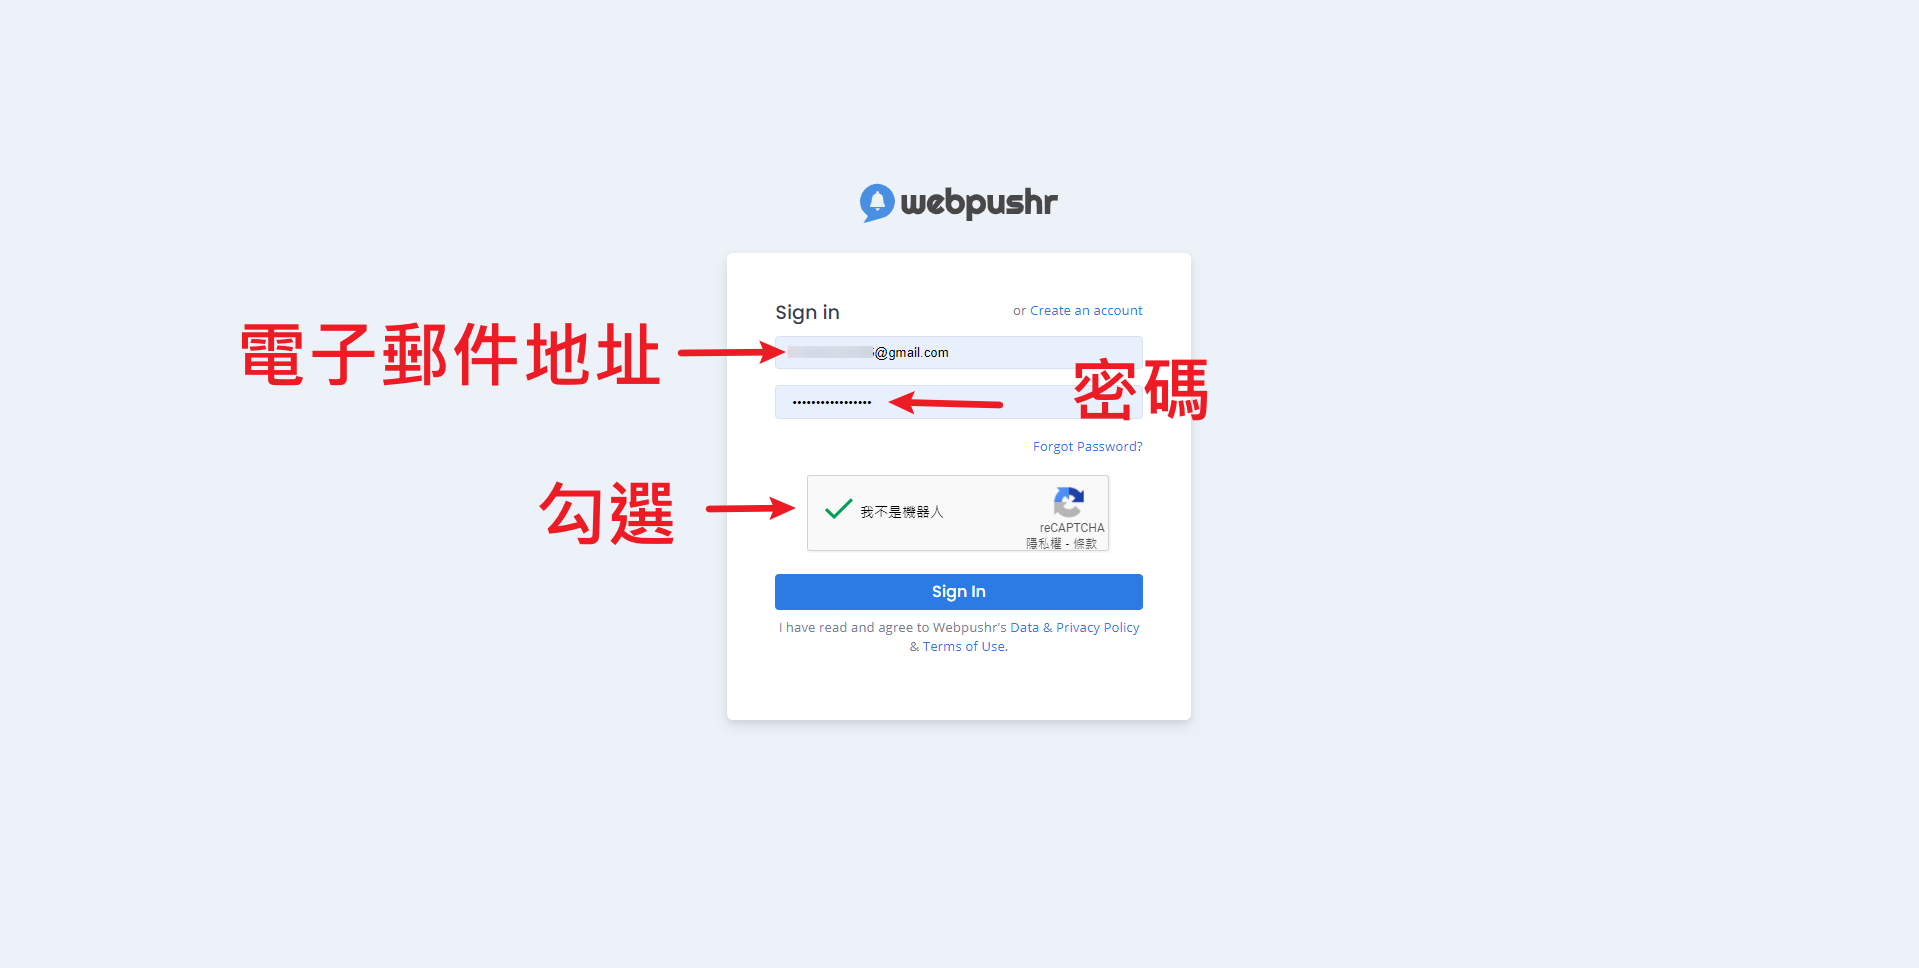 webpushr
Sign in
or Create an account
電子郵件地址
@gmail.com
密碼
•••••••••••••••••
Forgot Password?
勾選
我不是機器人
reCAPTCHA
隱私權 - 條款
Sign In
I have read and agree to Webpushr's Data & Privacy Policy
& Terms of Use.